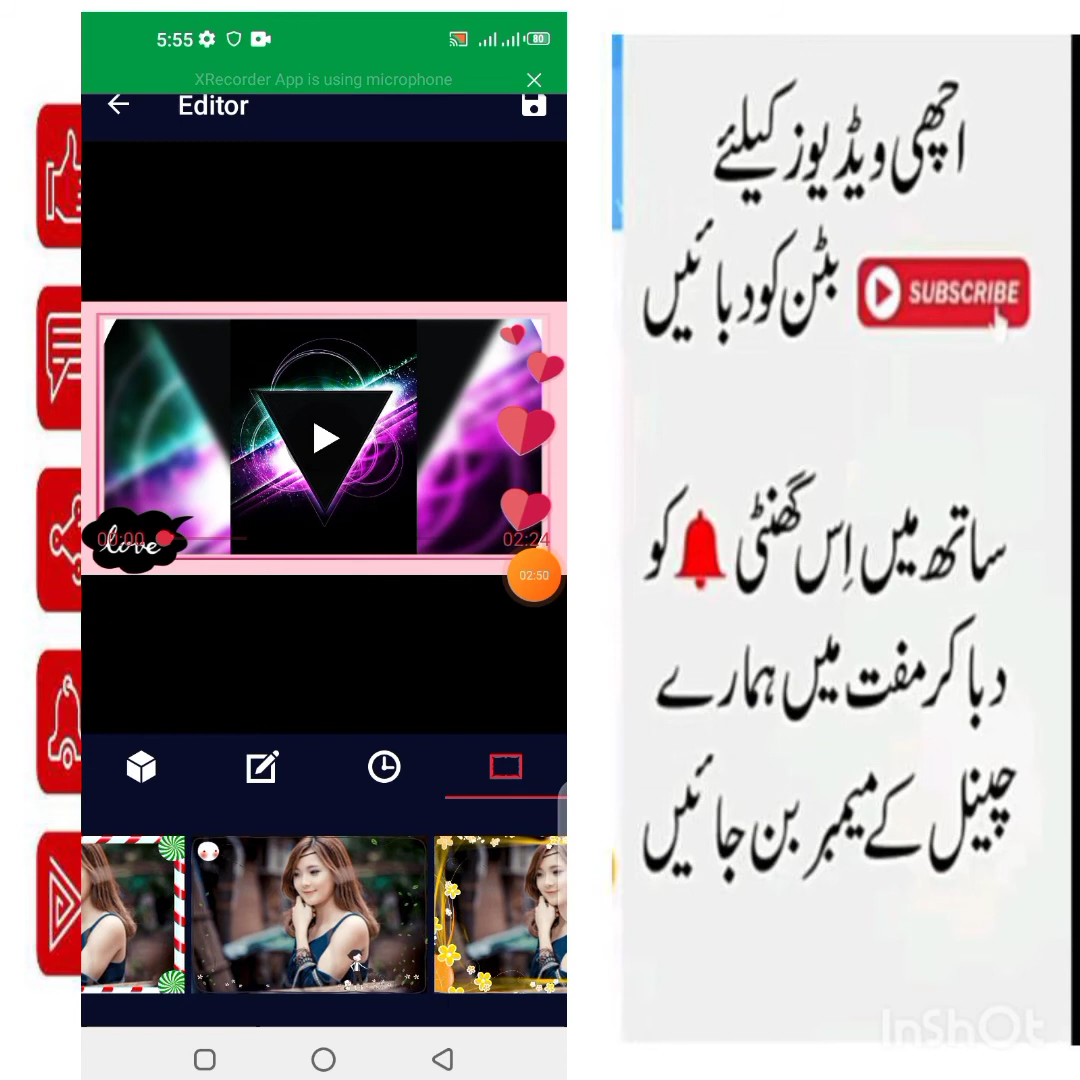 5:55
80
XRecorder App is using microphone
Editor
love
00:00
02:24
02:50
اچھی ویڈیوز کیلئے
SUBSCRIBE بٹن کو دبائیں
ساتھ میں اِس گھنٹی کو
دبا کر مفت میں ہمارے
چینل کے میمبر بن جائیں
InShOt